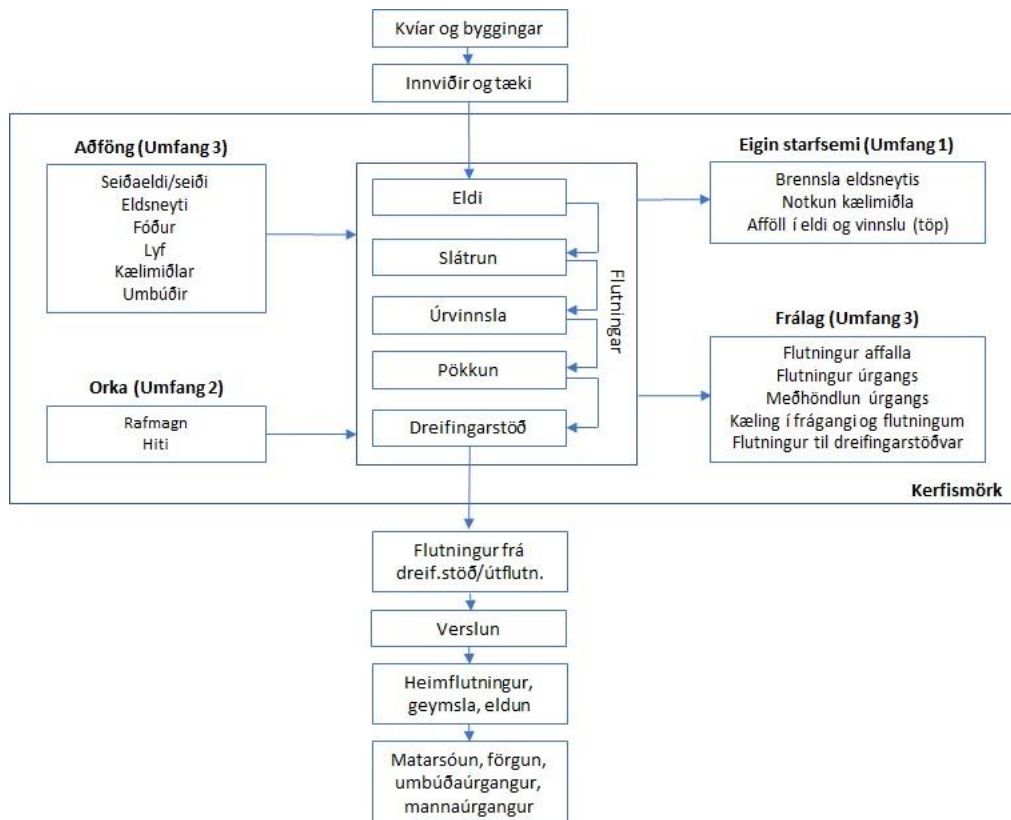 Kvíar og byggingar
Innviðir og tæki
Aðföng (Umfang 3)
Seiðaeldi/seiði
Eldsneyti
Fóður
Lyf
Kælimiðlar
Umbúðir
Orka (Umfang 2)
Rafmagn
Hiti
Eldi
Slátrun
Úrvinnsla
Pökkun
Dreifingarstöð
Flutningar
Eigin starfsemi (Umfang 1)
Brennsla eldsneytis
Notkun kælimiðla
Afföll í eldi og vinnslu (töp)
Frálag (Umfang 3)
Flutningur affalla
Flutningur úrgangs
Meðhöndlun úrgangs
Kæling í frágangi og flutningum
Flutningur til dreifingarstöðvar
Kerfismörk
Flutningur frá
dreif.stöð/útflutn.
Verslun
Heimflutningur,
geymsla, eldun
Matarsóun, förgun,
umbúðaúrgangur,
mannaúrgangur